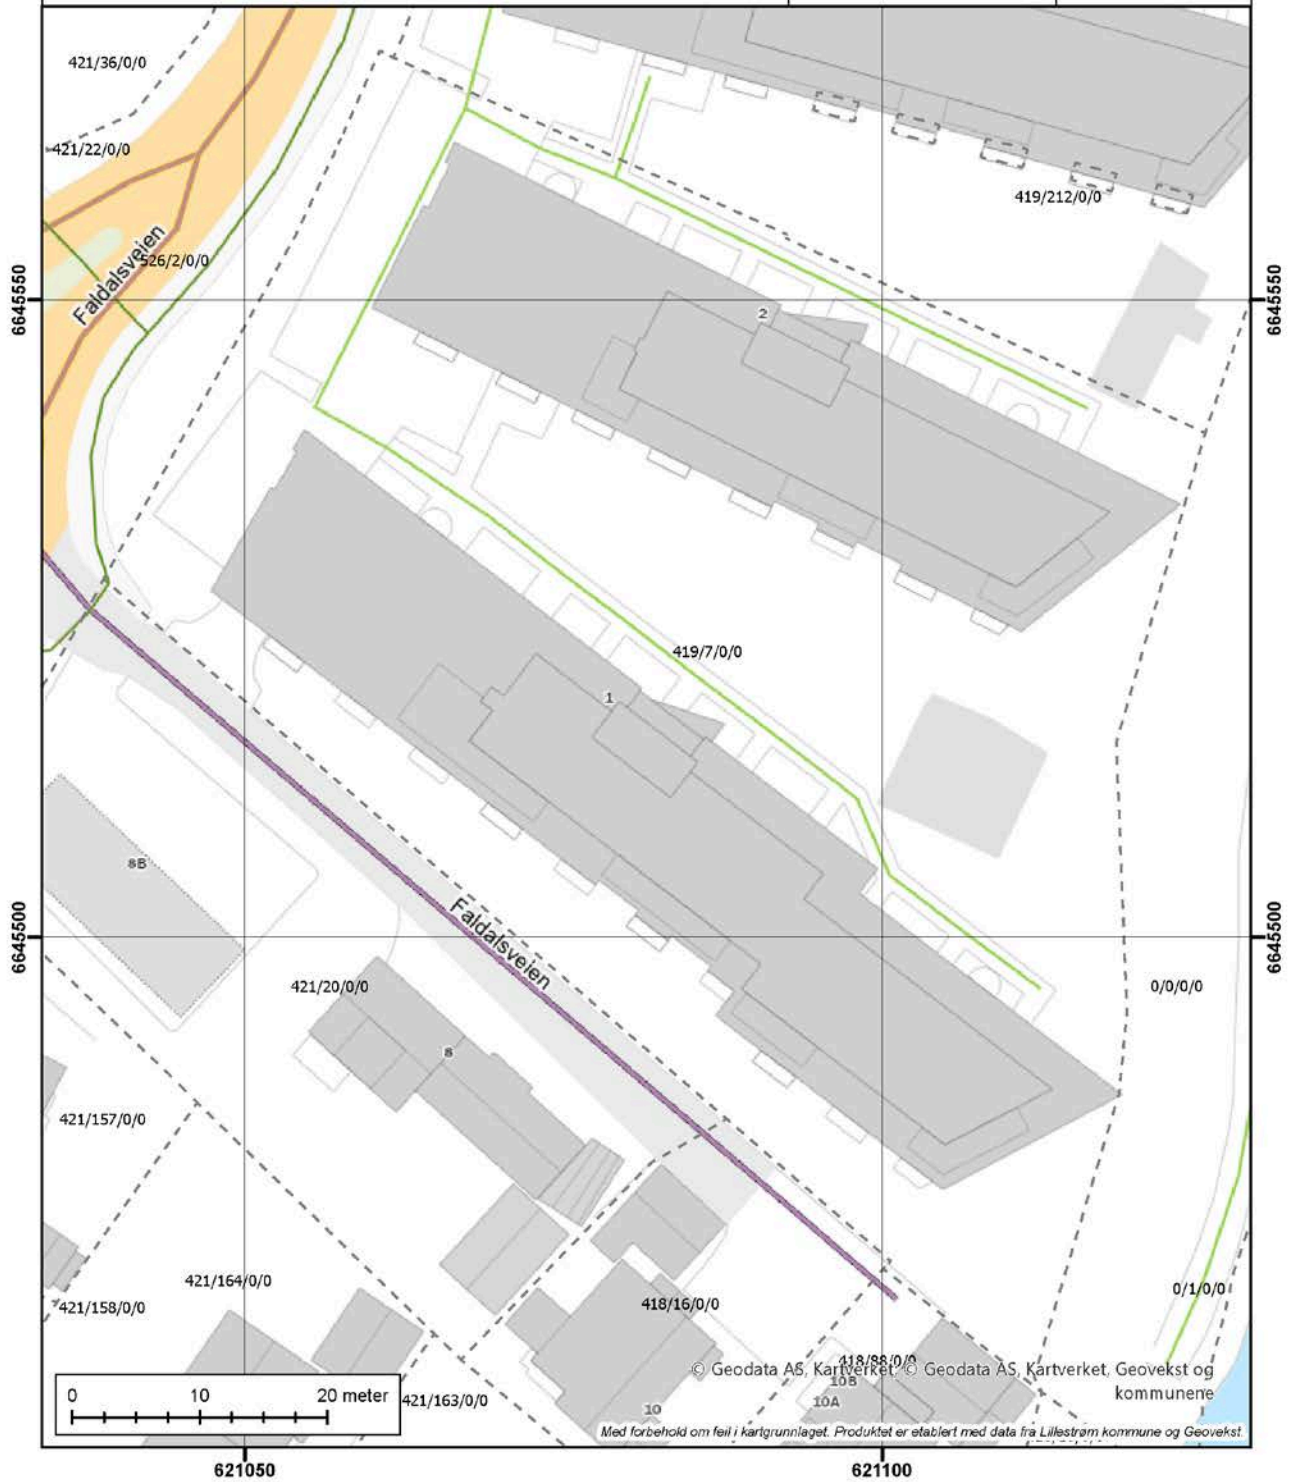 421/36/0/0
421/22/0/0
419/212/0/0
Faldalsveien
526/2/0/0
6645550
6645550
2
419/7/0/0
1
8B
Faldalsveien
6645500
6645500
421/20/0/0
0/0/0/0
8
421/157/0/0
421/164/0/0
0/1/0/0
421/158/0/0
418/16/0/0
418/88/0/0
© Geodata AS, Kartverket, © Geodata AS, Kartverket, Geovekst og
kommunene
10B
0 10 20 meter
421/163/0/0
10A
10
Med forbehold om feil i kartgrunnlaget. Produktet er etablert med data fra Lillestrøm kommune og Geovekst.
621050
621100